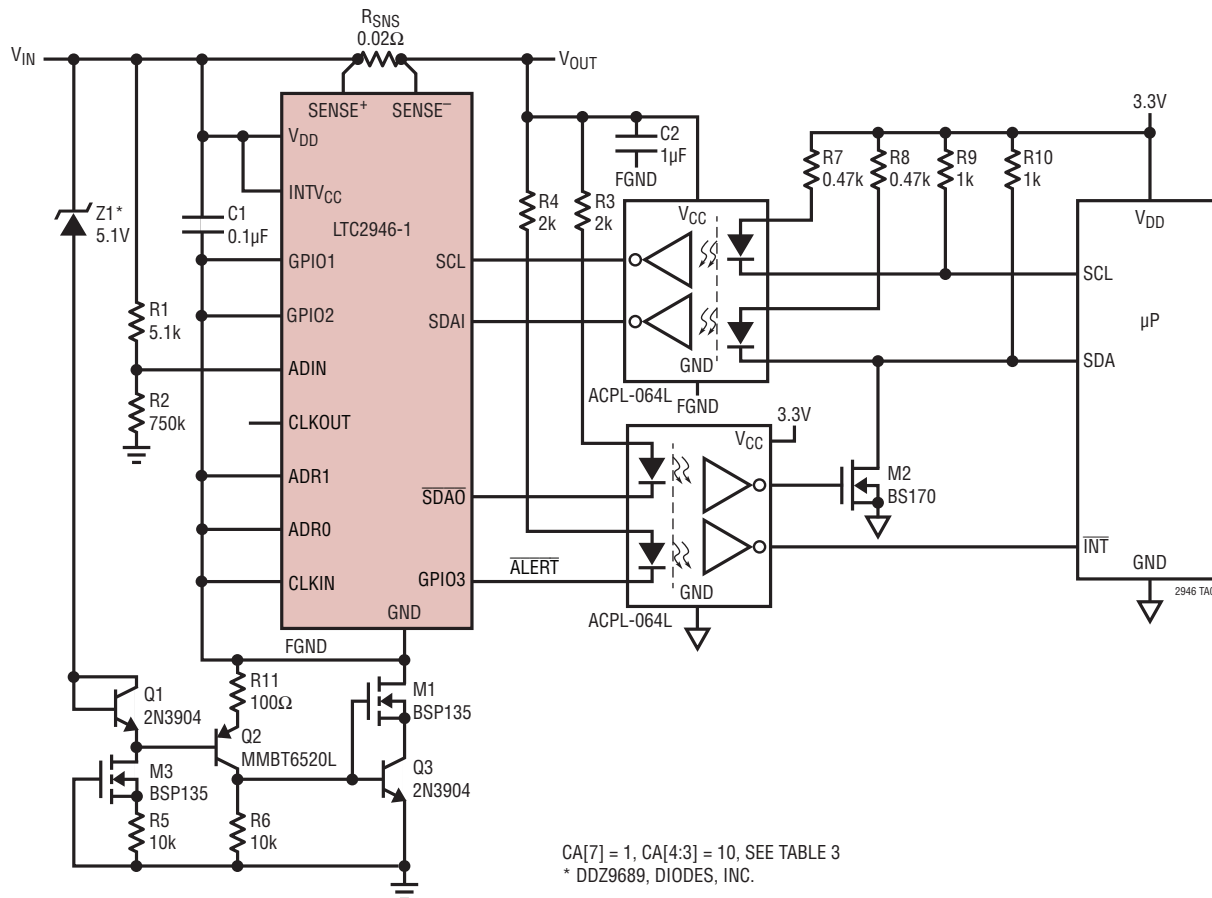 RSNS
0.02Ω
VIN
VOUT
SENSE+
SENSE–
VDD
INTVCC
LTC2946-1
Z1*
5.1V
C1
0.1µF
GPIO1
GPIO2
ADIN
CLKOUT
ADR1
ADR0
CLKIN
SCL
SDAI
SDAO
GPIO3
GND
R1
5.1k
R2
750k
C2
1µF
FGND
R4
2k
R3
2k
VCC
GND
ACPL-064L
FGND
3.3V
R7
0.47k
R8
0.47k
R9
1k
R10
1k
VDD
SCL
µP
SDA
INT
GND
3.3V
VCC
GND
ACPL-064L
ALERT
M2
BS170
2946 TA0
FGND
R11
100Ω
Q1
2N3904
Q2
MMBT6520L
M1
BSP135
Q3
2N3904
M3
BSP135
R5
10k
R6
10k
CA[7] = 1, CA[4:3] = 10, SEE TABLE 3
* DDZ9689, DIODES, INC.